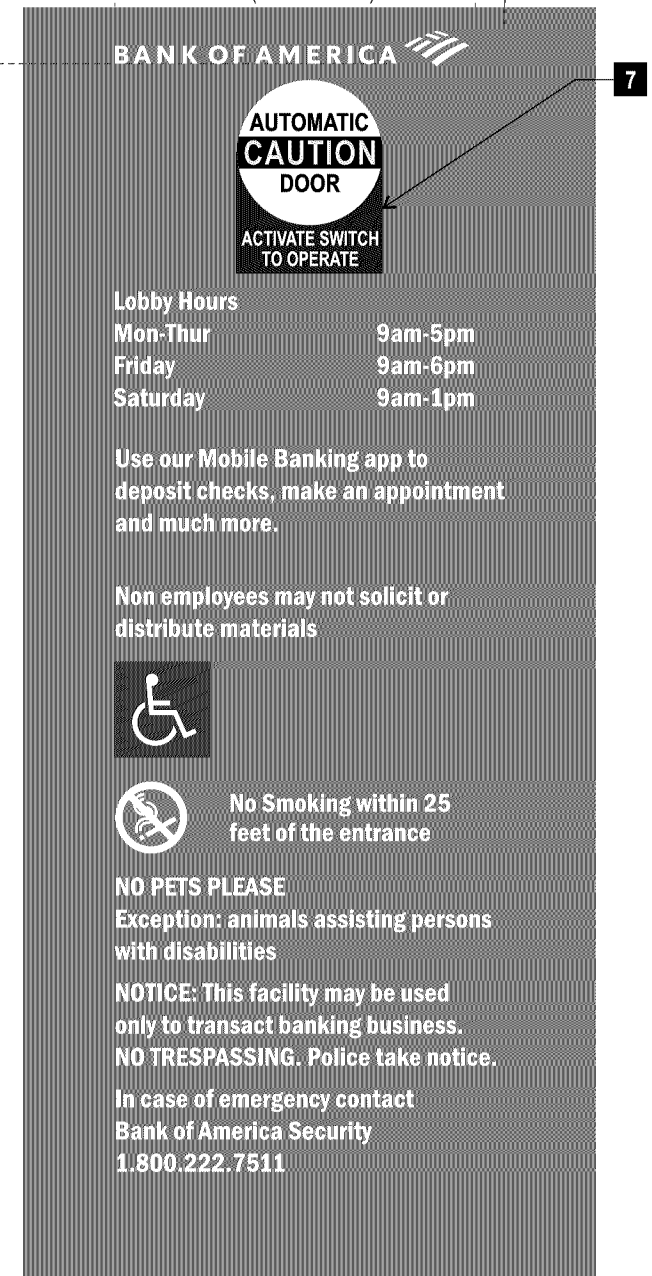 BANK OF AMERICA
7
AUTOMATIC
CAUTION
DOOR
ACTIVATE SWITCH
TO OPERATE
Lobby Hours
Mon-Thur 9am-5pm
Friday 9am-6pm
Saturday 9am-1pm
Use our Mobile Banking app to
deposit checks, make an appointment
and much more.
Non employees may not solicit or
distribute materials
No Smoking within 25
feet of the entrance
NO PETS PLEASE
Exception: animals assisting persons
with disabilities
NOTICE: This facility may be used
only to transact banking business.
NO TRESPASSING. Police take notice.
In case of emergency contact
Bank of America Security
1.800.222.7511